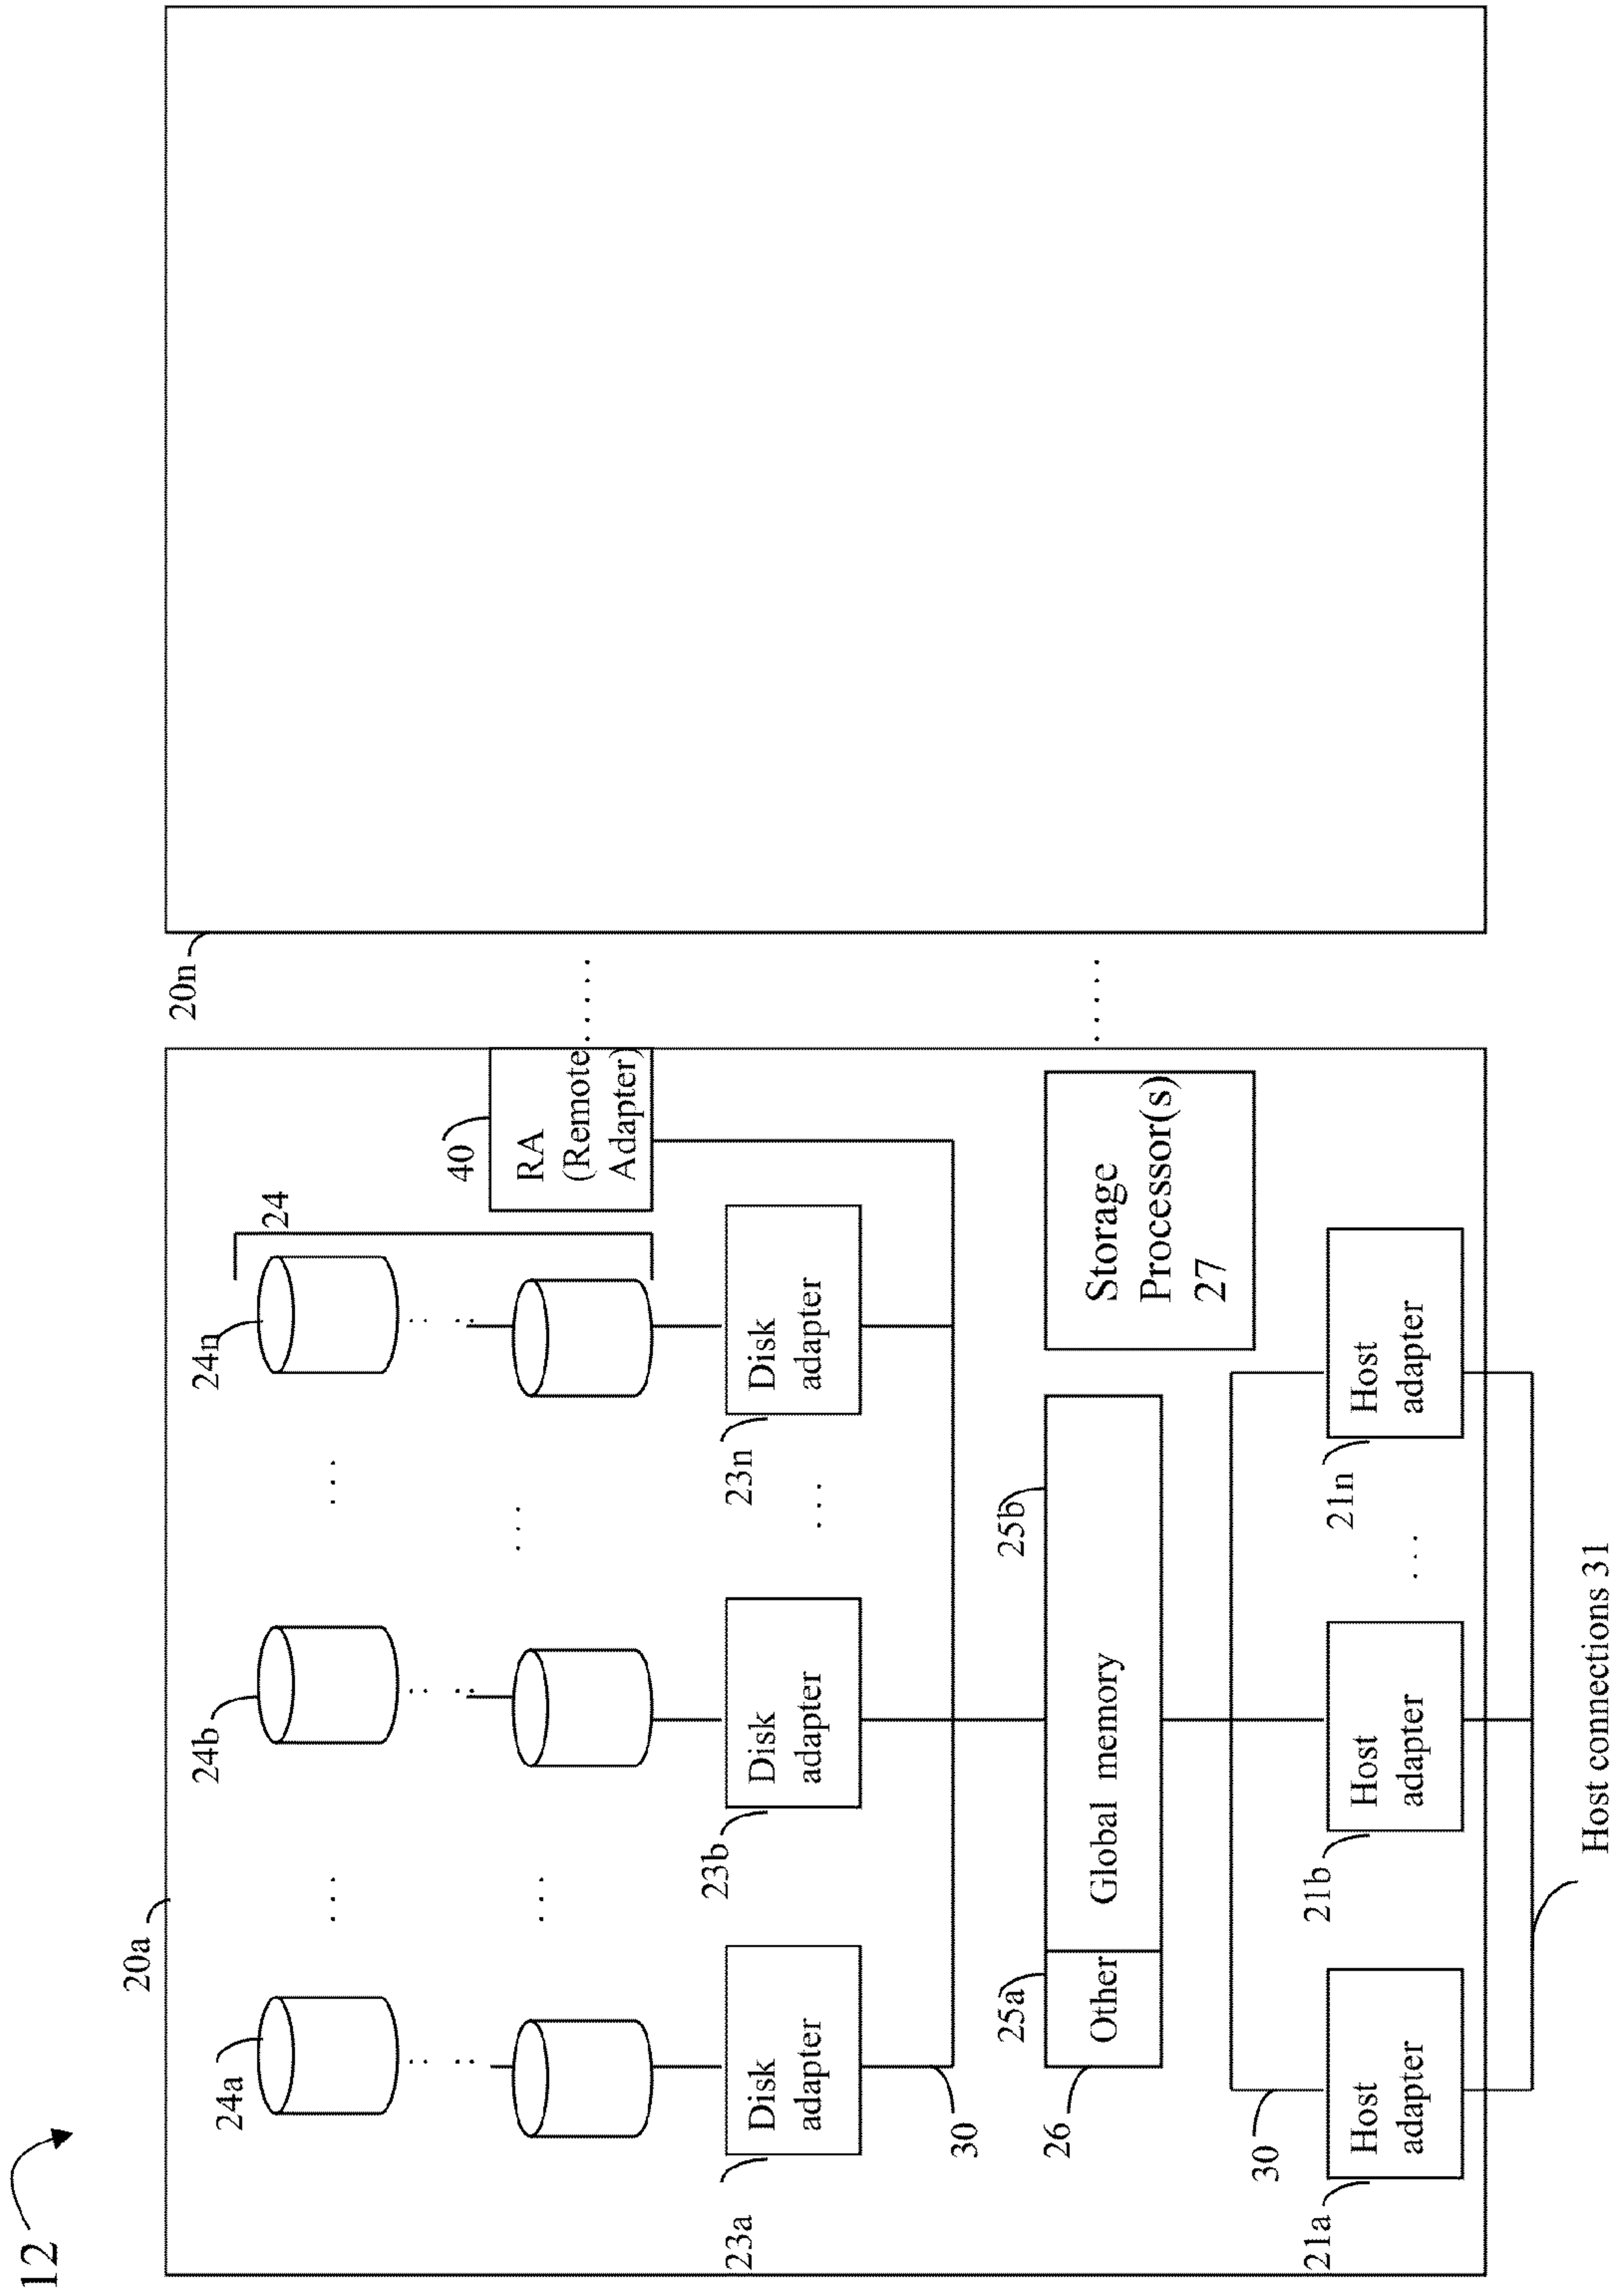 12
20a
20n
24a
24b
24n
24
40
RA
(Remote
Adapter)
23a
Disk
adapter
23b
Disk
adapter
23n
Disk
adapter
30
25a
25b
26
Other
Global memory
Storage
Processor(s)
27
30
21a
Host
adapter
21b
Host
adapter
21n
Host
adapter
Host connections 31